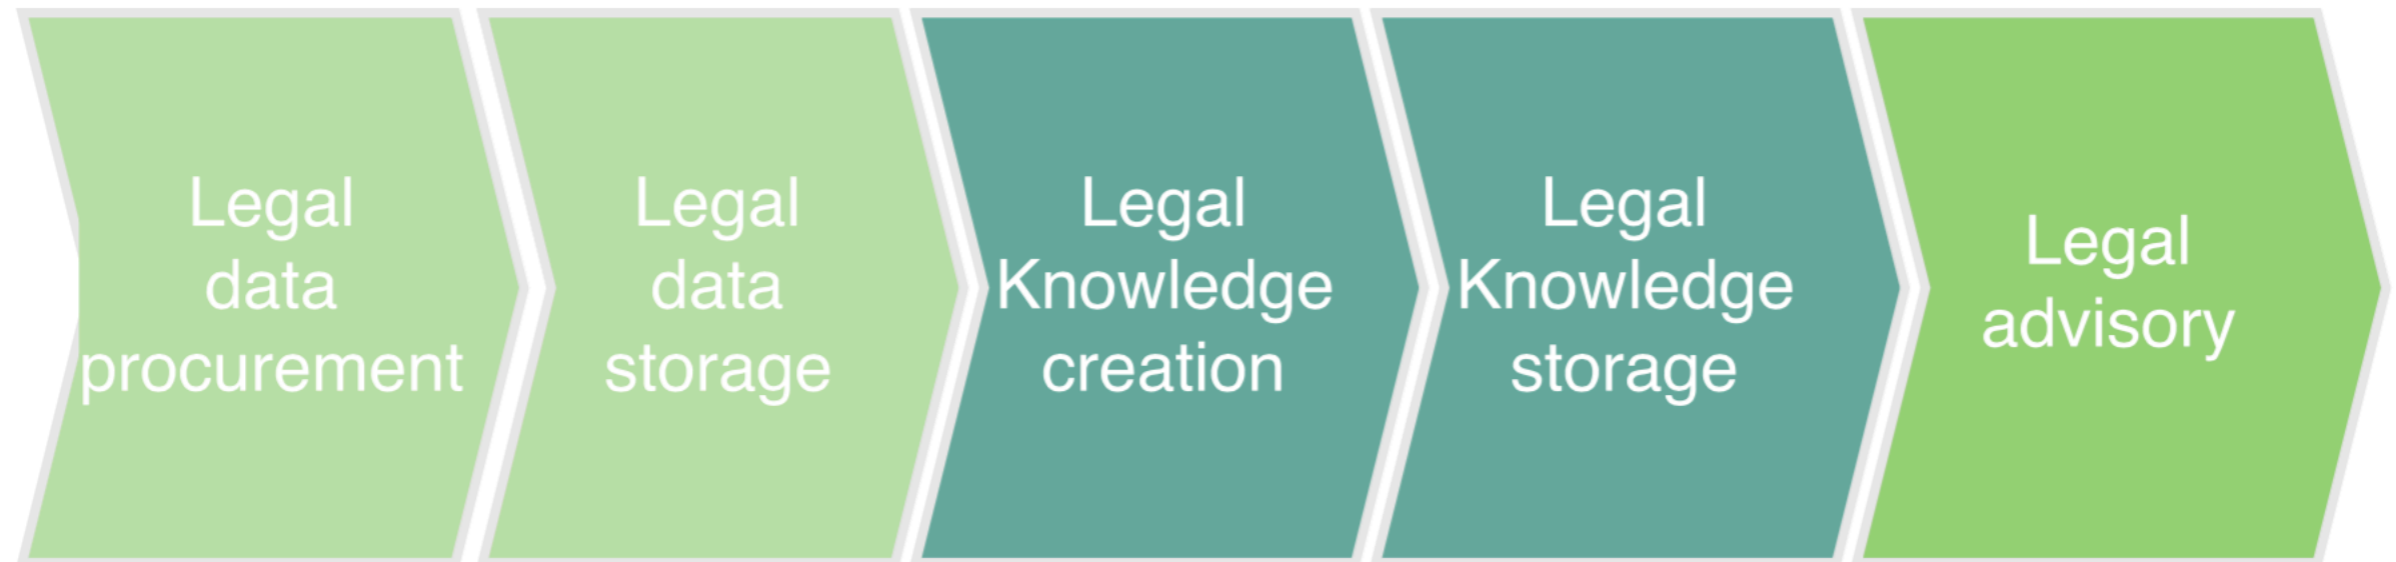 Legal
data
procurement
Legal
data
storage
Legal
Knowledge
creation
Legal
Knowledge
storage
Legal
advisory